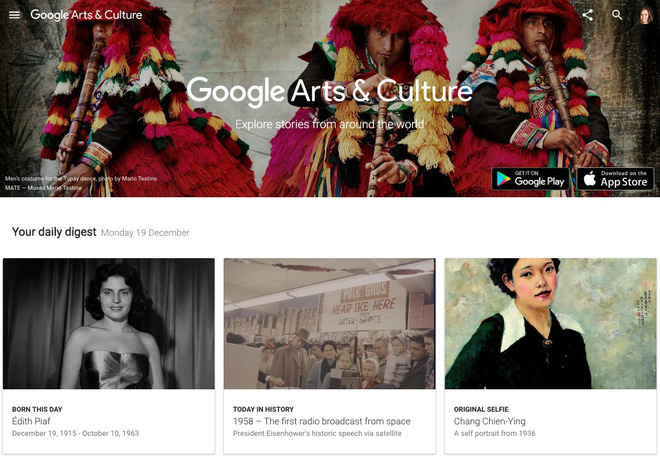 Google Arts & Culture
Google Arts & Culture
Explore stories from around the world
Men's costume for the Tupay dance, photo by Mario Testino
MATE — Museo Mario Testino
GET IT ON
Google Play
Download on the
App Store
Your daily digest Monday 19 December
FOLK BROS.
HEAR IKE HERE
FROM
OUTER SPACE
BORN THIS DAY
Édith Piaf
December 19, 1915 - October 10, 1963
TODAY IN HISTORY
1958 – The first radio broadcast from space
President Eisenhower's historic speech via satellite
ORIGINAL SELFIE
Chang Chien-Ying
A self portrait from 1936